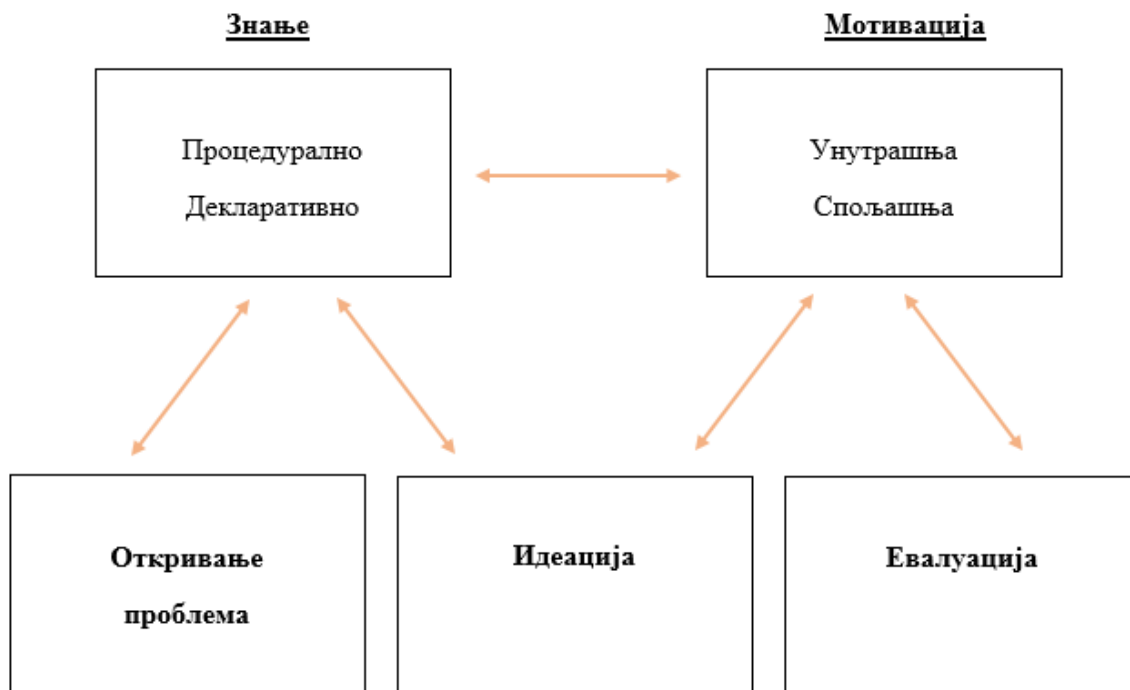 Знање
Мотивација
Процедурално
Декларативно
Унутрашња
Спољашња
Откривање
проблема
Идеација
Евалуација